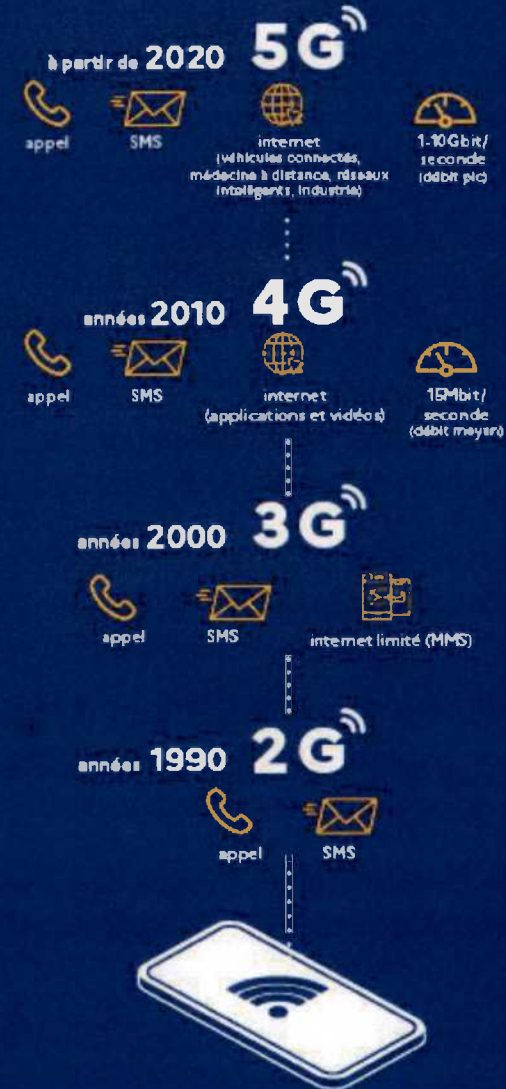 à partir de 2020 5G
appel
SMS
internet
(véhicules connectés,
médecine à distance, réseaux
intelligents, industrie)
1-10Gbit/
seconde
(débit pic)
années 2010 4G
appel
SMS
internet
(applications et vidéos)
15Mbit/
seconde
(débit moyen)
années 2000 3G
appel
SMS
internet limité (MMS)
années 1990 2G
appel
SMS